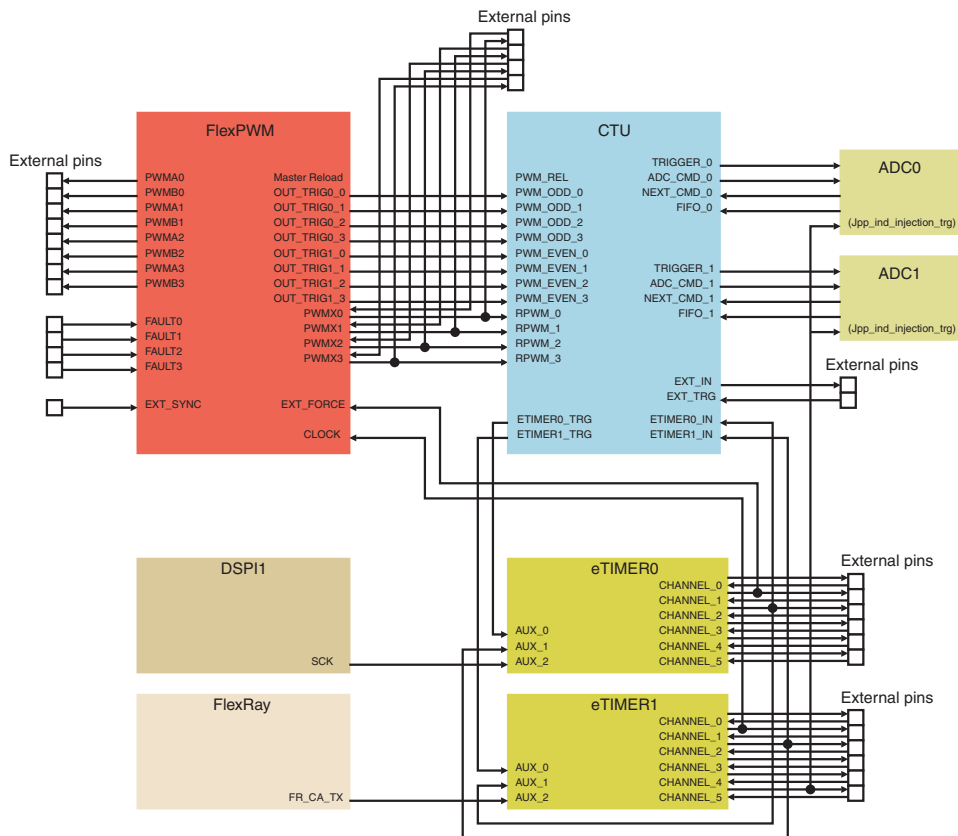 External pins
FlexPWM
External pins
PWMA0
PWMB0
PWMA1
PWMB1
PWMA2
PWMB2
PWMA3
PWMB3
FAULT0
FAULT1
FAULT2
FAULT3
EXT_SYNC
Master Reload
OUT_TRIG0_0
OUT_TRIG0_1
OUT_TRIG0_2
OUT_TRIG0_3
OUT_TRIG1_0
OUT_TRIG1_1
OUT_TRIG1_2
OUT_TRIG1_3
PWMX0
PWMX1
PWMX2
PWMX3
EXT_FORCE
CLOCK
CTU
PWM_REL
PWM_ODD_0
PWM_ODD_1
PWM_ODD_2
PWM_ODD_3
PWM_EVEN_0
PWM_EVEN_1
PWM_EVEN_2
PWM_EVEN_3
RPWM_0
RPWM_1
RPWM_2
RPWM_3
ETIMER0_TRG
ETIMER1_TRG
TRIGGER_0
ADC_CMD_0
NEXT_CMD_0
FIFO_0
TRIGGER_1
ADC_CMD_1
NEXT_CMD_1
FIFO_1
EXT_IN
EXT_TRG
ETIMER0_IN
ETIMER1_IN
ADC0
(Jpp_ind_injection_trg)
ADC1
(Jpp_ind_injection_trg)
External pins
DSPI1
SCK
eTIMER0
AUX_0
AUX_1
AUX_2
CHANNEL_0
CHANNEL_1
CHANNEL_2
CHANNEL_3
CHANNEL_4
CHANNEL_5
External pins
FlexRay
FR_CA_TX
eTIMER1
AUX_0
AUX_1
AUX_2
CHANNEL_0
CHANNEL_1
CHANNEL_2
CHANNEL_3
CHANNEL_4
CHANNEL_5
External pins